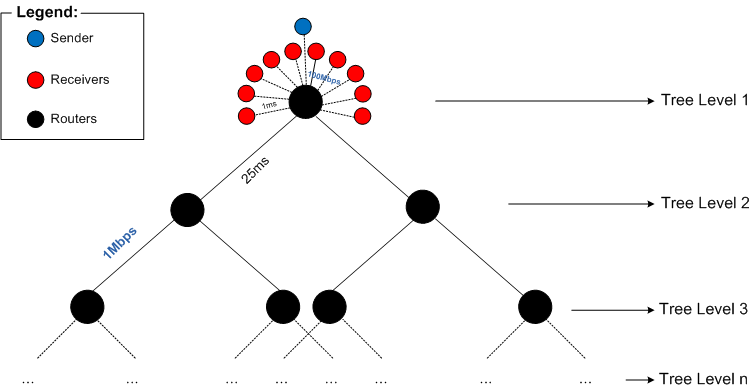 Legend:
Sender
Receivers
Routers
100Mbps
1ms
Tree Level 1
25ms
Tree Level 2
1Mbps
Tree Level 3
... ... ... ... ... ... ...
Tree Level n